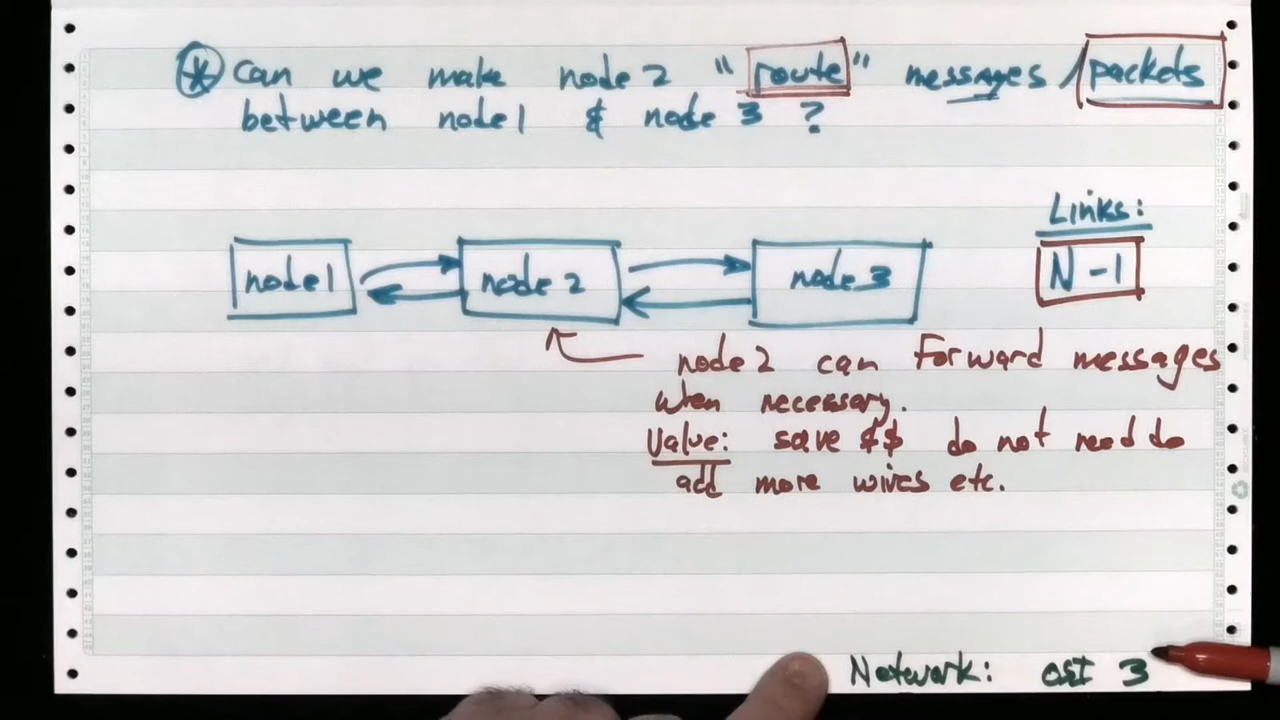 * Can we make node 2 "route" messages / packets
between node 1 & node 3 ?
Links:
node 1 node 2 node 3 N - 1
node 2 can forward messages
when necessary.
Value: save $$ do not need to
add more wires etc.
Network: OSI 3